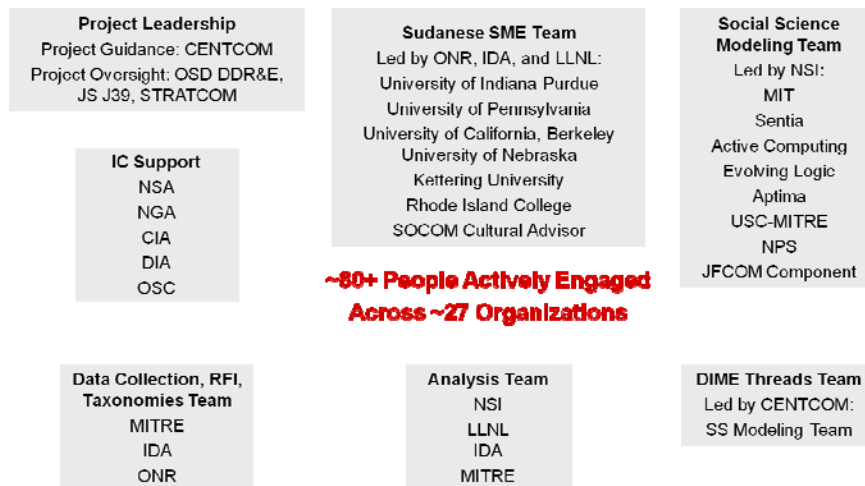 Project Leadership
Project Guidance: CENTCOM
Project Oversight: OSD DDR&E,
JS J39, STRATCOM
IC Support
NSA
NGA
CIA
DIA
OSC
Sudanese SME Team
Led by ONR, IDA, and LLNL:
University of Indiana Purdue
University of Pennsylvania
University of California, Berkeley
University of Nebraska
Kettering University
Rhode Island College
SOCOM Cultural Advisor
Social Science
Modeling Team
Led by NSI:
MIT
Sentia
Active Computing
Evolving Logic
Aptima
USC-MITRE
NPS
JFCOM Component
~80+ People Actively Engaged
Across ~27 Organizations
Data Collection, RFI,
Taxonomies Team
MITRE
IDA
ONR
Analysis Team
NSI
LLNL
IDA
MITRE
DIME Threads Team
Led by CENTCOM:
SS Modeling Team